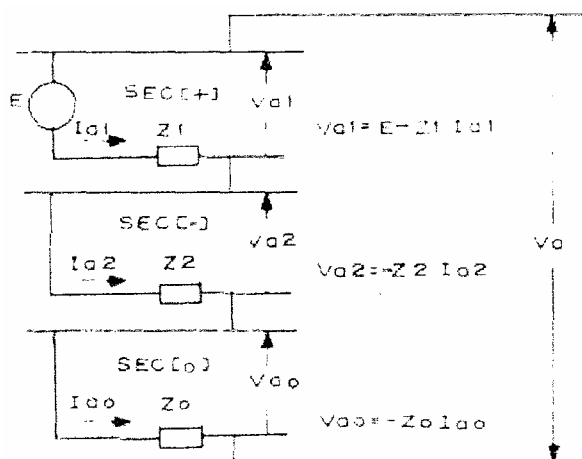 E
SEC[+]
Va1
Ia1
Z1
Va1= E-Z1 Ia1
SEC[-]
Va2
Va
Ia2
Z2
Va2=-Z2 Ia2
SEC[o]
Vao
Iao
Zo
Vao=-ZoIao